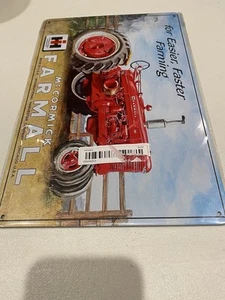 for Easier, Faster
Farming
IH
McCORMICK
FARMALL